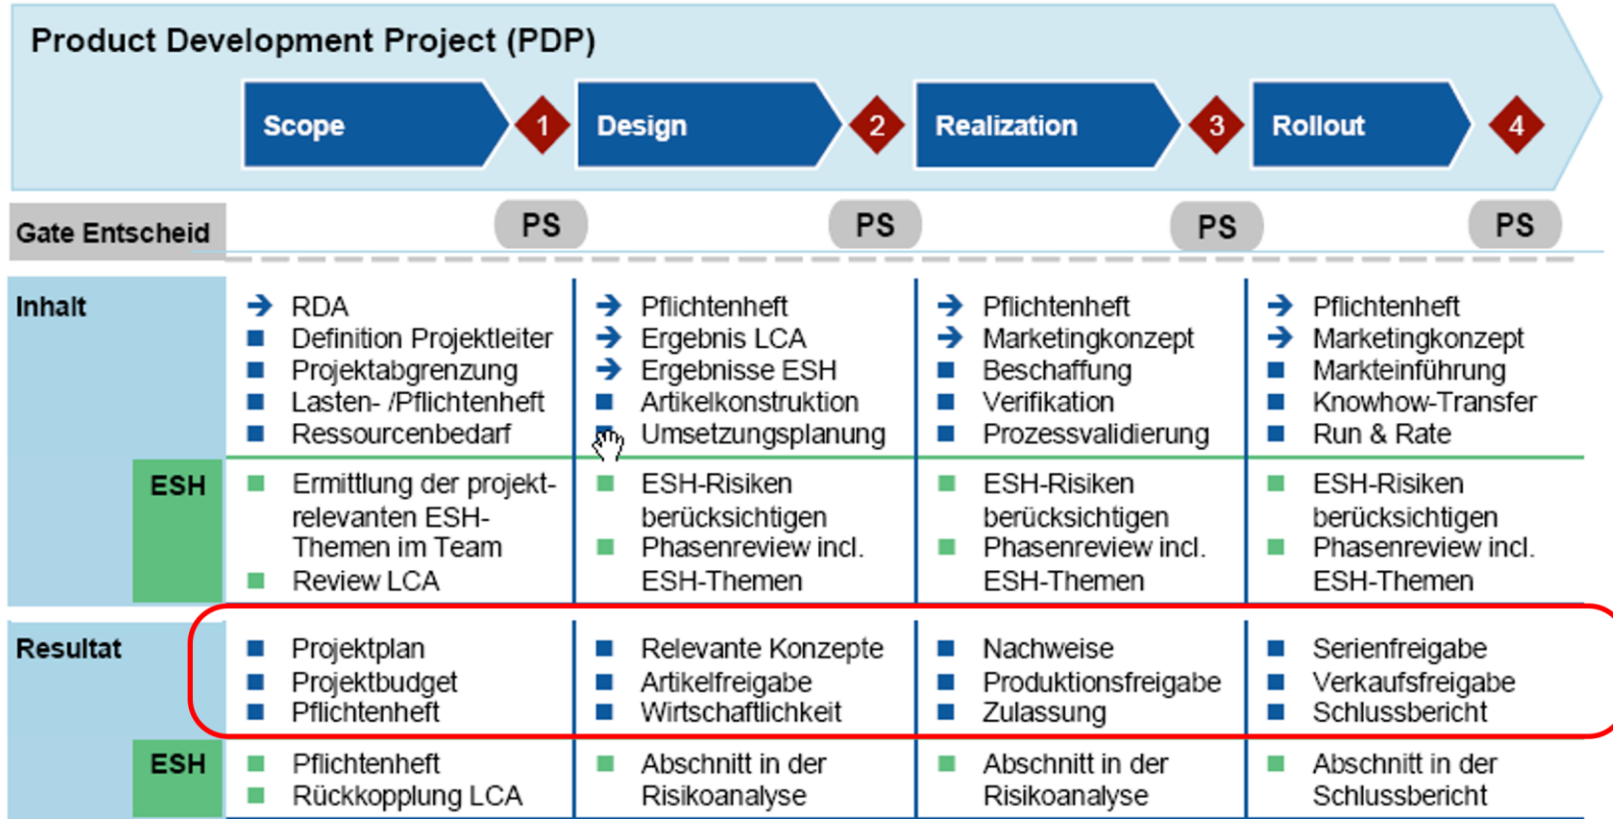 Product Development Project (PDP)
Scope
1
Design
2
Realization
3
Rollout
4
Gate Entscheid
PS
PS
PS
PS
Inhalt
RDA
Definition Projektleiter
Projektabgrenzung
Lasten- /Pflichtenheft
Ressourcenbedarf
Pflichtenheft
Ergebnis LCA
Ergebnisse ESH
Artikelkonstruktion
Umsetzungsplanung
Pflichtenheft
Marketingkonzept
Beschaffung
Verifikation
Prozessvalidierung
Pflichtenheft
Marketingkonzept
Markteinführung
Knowhow-Transfer
Run & Rate
ESH
Ermittlung der projekt-
relevanten ESH-
Themen im Team
Review LCA
ESH-Risiken
berücksichtigen
Phasenreview incl.
ESH-Themen
ESH-Risiken
berücksichtigen
Phasenreview incl.
ESH-Themen
ESH-Risiken
berücksichtigen
Phasenreview incl.
ESH-Themen
Resultat
Projektplan
Projektbudget
Pflichtenheft
Relevante Konzepte
Artikelfreigabe
Wirtschaftlichkeit
Nachweise
Produktionsfreigabe
Zulassung
Serienfreigabe
Verkaufsfreigabe
Schlussbericht
ESH
Pflichtenheft
Rückkopplung LCA
Abschnitt in der
Risikoanalyse
Abschnitt in der
Risikoanalyse
Abschnitt in der
Schlussbericht